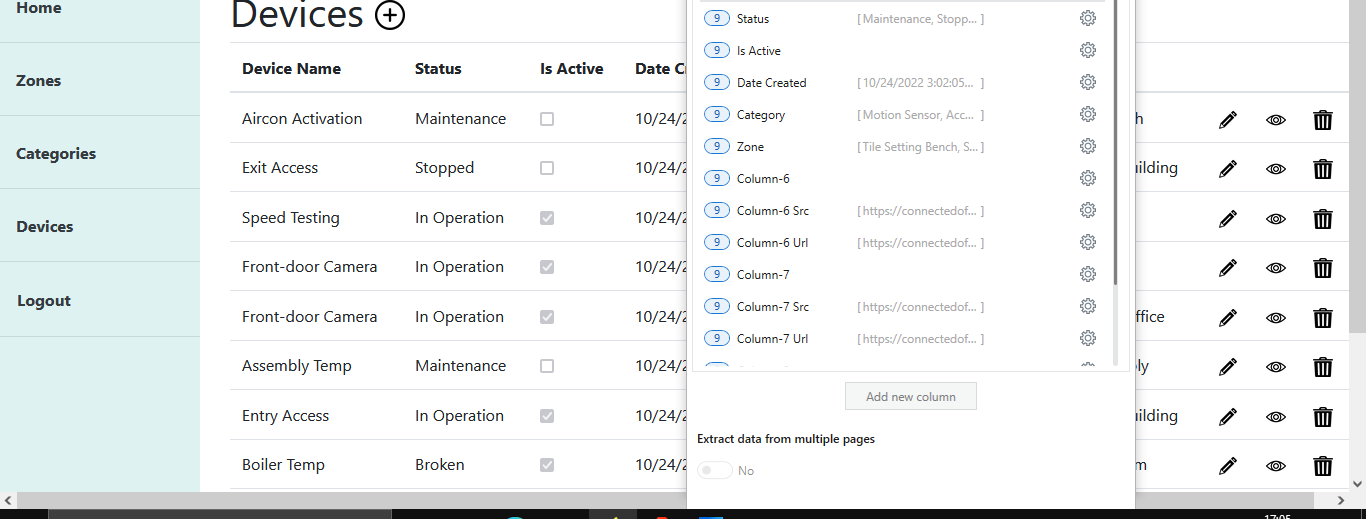 Home
Zones
Categories
Devices
Logout
Devices
Device Name Status Is Active Date C
Aircon Activation Maintenance 10/24/2 h
Exit Access Stopped 10/24/2 uilding
Speed Testing In Operation 10/24/2
Front-door Camera In Operation 10/24/2
Front-door Camera In Operation 10/24/2 ffice
Assembly Temp Maintenance 10/24/2 ly
Entry Access In Operation 10/24/2 uilding
Boiler Temp Broken 10/24/2 m
9 Status [ Maintenance, Stopp... ]
9 Is Active
9 Date Created [ 10/24/2022 3:02:05... ]
9 Category [ Motion Sensor, Acc... ]
9 Zone [ Tile Setting Bench, S... ]
9 Column-6
9 Column-6 Src [ https://connectedof... ]
9 Column-6 Url [ https://connectedof... ]
9 Column-7
9 Column-7 Src [ https://connectedof... ]
9 Column-7 Url [ https://connectedof... ]
Add new column
Extract data from multiple pages
No